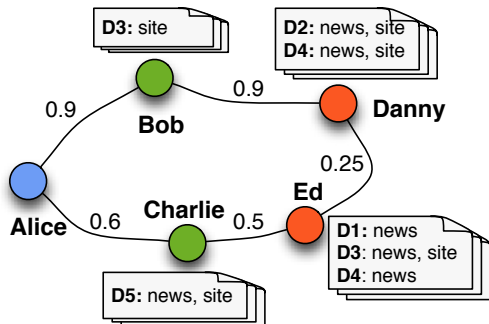 D3: site
D2: news, site
D4: news, site
0.9
0.9
Bob
Danny
0.25
Alice
0.6
Charlie
0.5
Ed
D1: news
D3: news, site
D4: news
D5: news, site